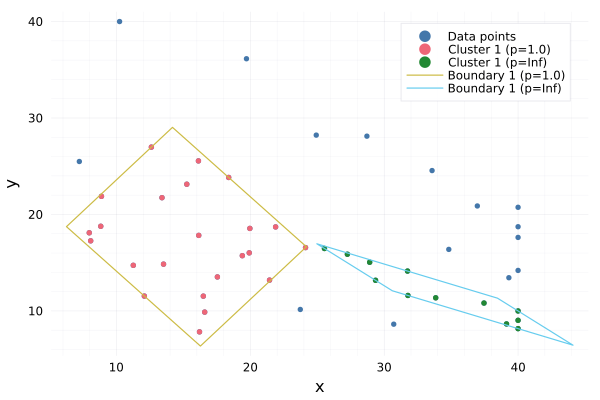 40
30
20
10
y
10
20
30
40
x
Data points
Cluster 1 (p=1.0)
Cluster 1 (p=Inf)
Boundary 1 (p=1.0)
Boundary 1 (p=Inf)